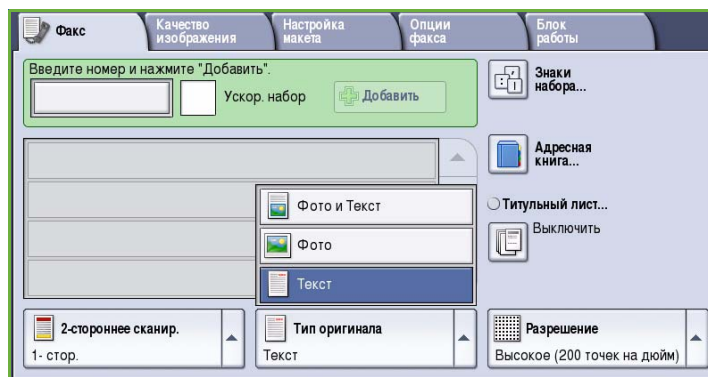 Факс
Качество
изображения
Настройка
макета
Опции
факса
Блок
работы
Введите номер и нажмите "Добавить".
Ускор. набор
Добавить
Знаки
набора...
Адресная
книга...
Титульный лист...
Выключить
Фото и Текст
Фото
Текст
2-стороннее сканир.
1- стор.
Тип оригинала
Текст
Разрешение
Высокое (200 точек на дюйм)